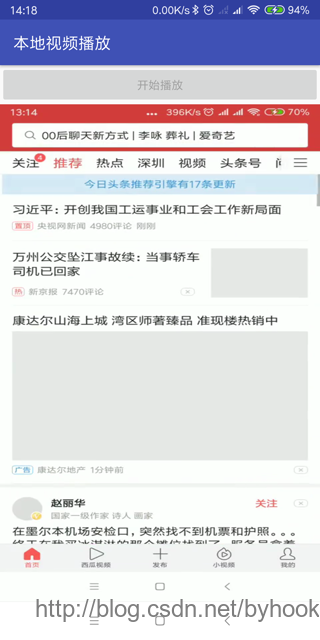 14:18 0.00K/s 94%
本地视频播放
开始播放
13:14 ... 396K/s 70%
00后聊天新方式 | 李咏 葬礼 | 爱奇艺
关注 4 推荐 热点 深圳 视频 头条号
今日头条推荐引擎有17条更新
习近平：开创我国工运事业和工会工作新局面
置顶 央视网新闻 4980评论 刚刚
万州公交坠江事故续：当事轿车
司机已回家
热 新京报 7470评论
康达尔山海上城 湾区师著臻品 准现楼热销中
广告 康达尔地产 1分钟前
赵丽华 关注
国家一级作家 诗人 画家
在墨尔本机场安检口，突然找不到机票和护照。。。
首页 西瓜视频 发布 小视频 我的
http://blog.csdn.net/byhook